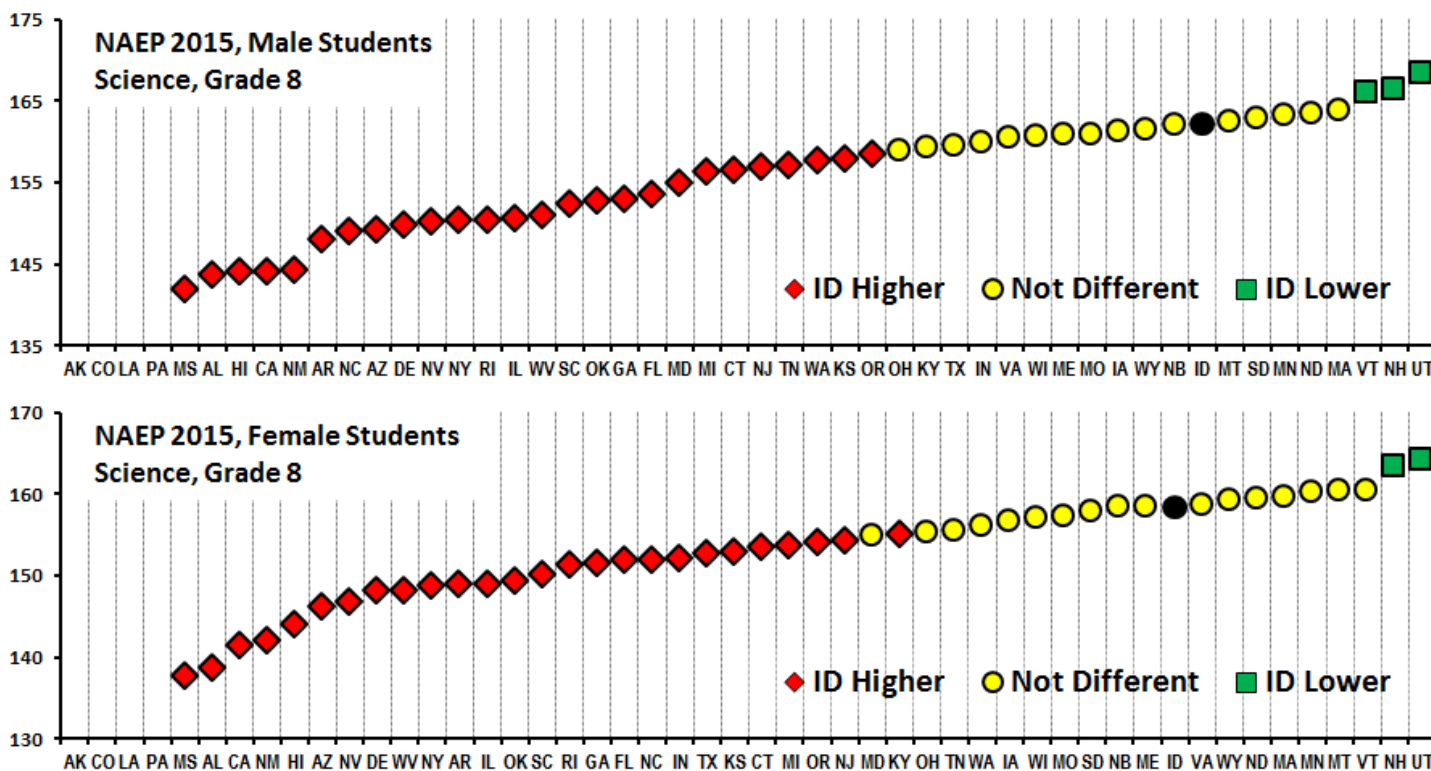 175
NAEP 2015, Male Students
Science, Grade 8
165
155
145
ID Higher Not Different ID Lower
135
AK CO LA PA MS AL HI CA NM AR NC AZ DE NV NY RI IL WV SC OK GA FL MD MI CT NJ TN WA KS OR OH KY TX IN VA WI ME MO IA WY NB ID MT SD MN ND MA VT NH UT
170
NAEP 2015, Female Students
Science, Grade 8
160
150
140
ID Higher Not Different ID Lower
130
AK CO LA PA MS AL CA NM HI AZ NV DE WV NY AR IL OK SC RI GA FL NC IN TX KS CT MI OR NJ MD KY OH TN WA IA WI MO SD NB ME ID VA WY ND MA MN MT VT NH UT